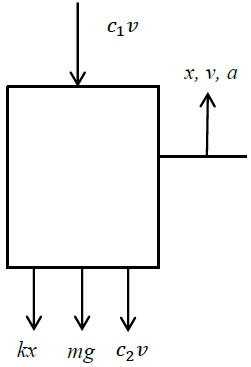 c₁v
x, v, a
kx mg c₂v